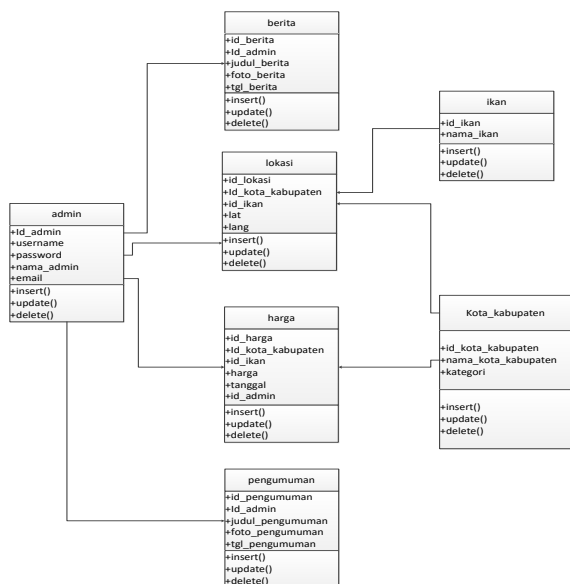 berita
+id_berita
+Id_admin
+judul_berita
+foto_berita
+tgl_berita
+insert()
+update()
+delete()
ikan
+id_ikan
+nama_ikan
+insert()
+update()
+delete()
lokasi
+id_lokasi
+Id_kota_kabupaten
+id_ikan
+lat
+lang
+insert()
+update()
+delete()
admin
+Id_admin
+username
+password
+nama_admin
+email
+insert()
+update()
+delete()
harga
+id_harga
+Id_kota_kabupaten
+id_ikan
+harga
+tanggal
+id_admin
+insert()
+update()
+delete()
Kota_kabupaten
+id_kota_kabupaten
+nama_kota_kabupaten
+kategori
+insert()
+update()
+delete()
pengumuman
+id_pengumuman
+Id_admin
+judul_pengumuman
+foto_pengumuman
+tgl_pengumuman
+insert()
+update()
+delete()